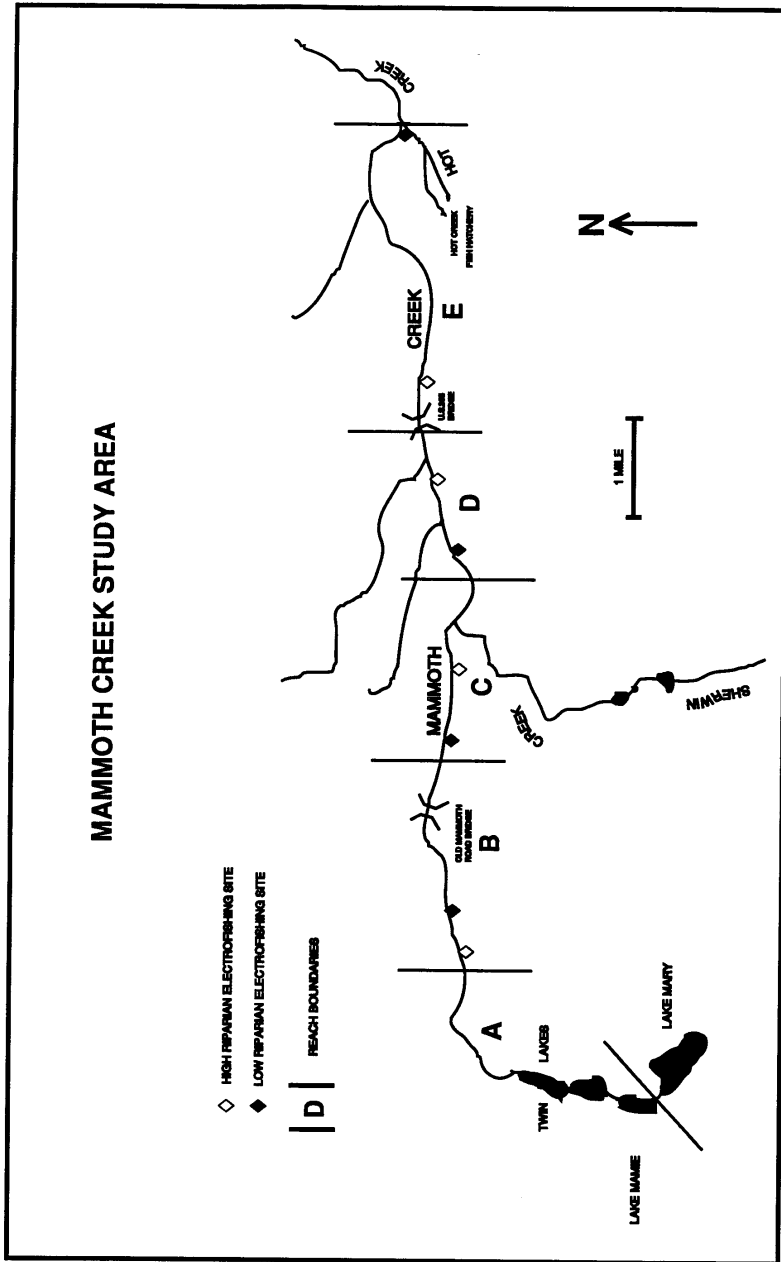 MAMMOTH CREEK STUDY AREA
◇ HIGH RIPARIAN ELECTROFISHING SITE
◆ LOW RIPARIAN ELECTROFISHING SITE
D REACH BOUNDARIES
LAKE MAMIE
LAKE MARY
TWIN LAKES
A
OLD MAMMOTH
ROAD BRIDGE
B
MAMMOTH
C
CREEK
SHERWIN
D
U.S.395
BRIDGE
CREEK
E
HOT CREEK
FISH HATCHERY
HOT
CREEK
1 MILE
N